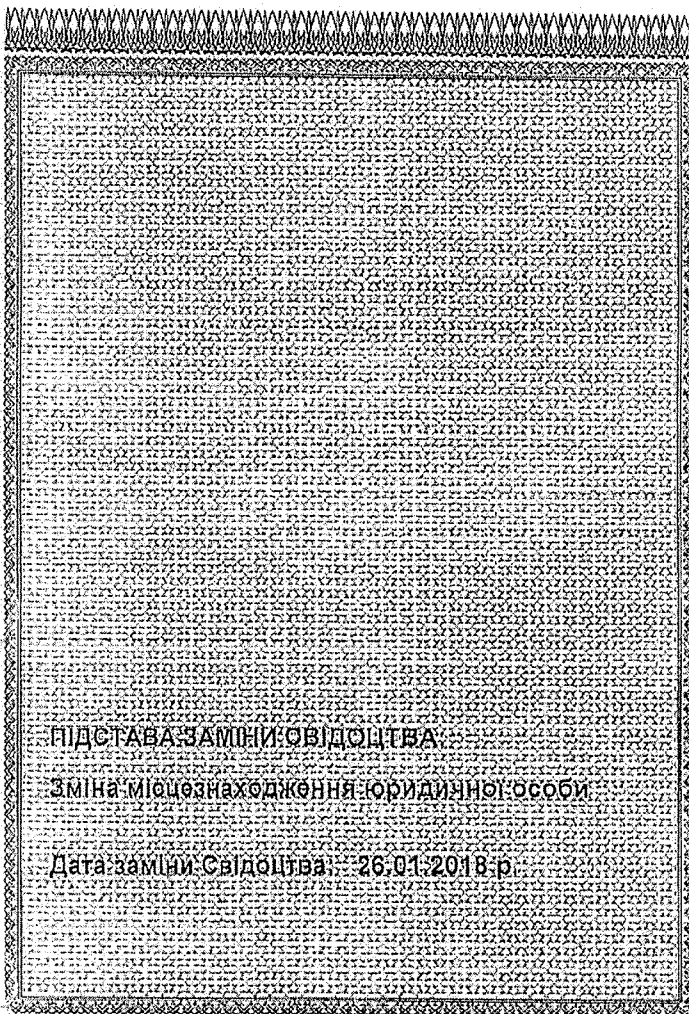 ПІДСТАВА ЗАМІНИ СВІДОЦТВА:
Зміна місцезнаходження юридичної особи
Дата заміни Свідоцтва: 26.01.2018 р.